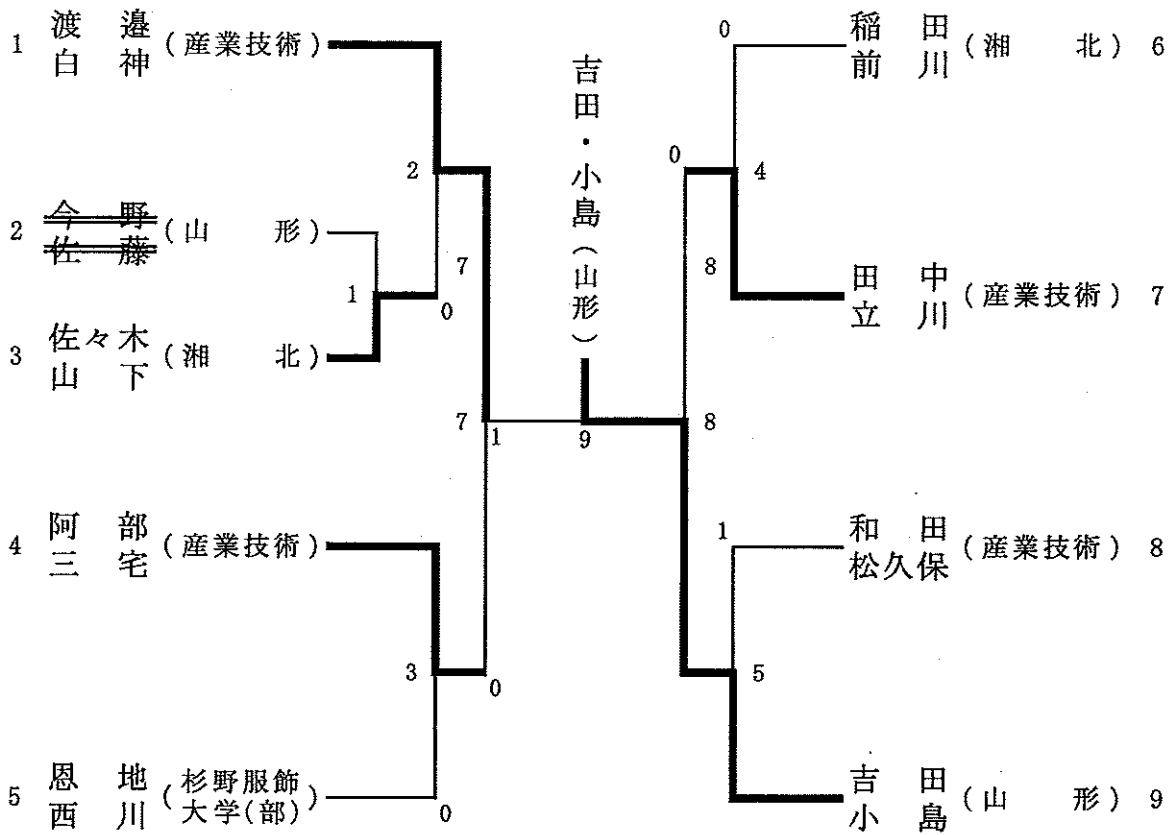 1 渡邉 (産業技術)
白神
2 今野 (山形)
佐藤
3 佐々木 (湘北)
山下
4 阿部 (産業技術)
三宅
5 恩地 (杉野服飾
西川 大学(部))
2
1
7
0
7
1
3
0
0
吉田・小島(山形)
9
0
稲田 (湘北) 6
前川
0
4
8
田中 (産業技術) 7
立川
8
1
和田 (産業技術) 8
松久保
5
吉田 (山形) 9
小島